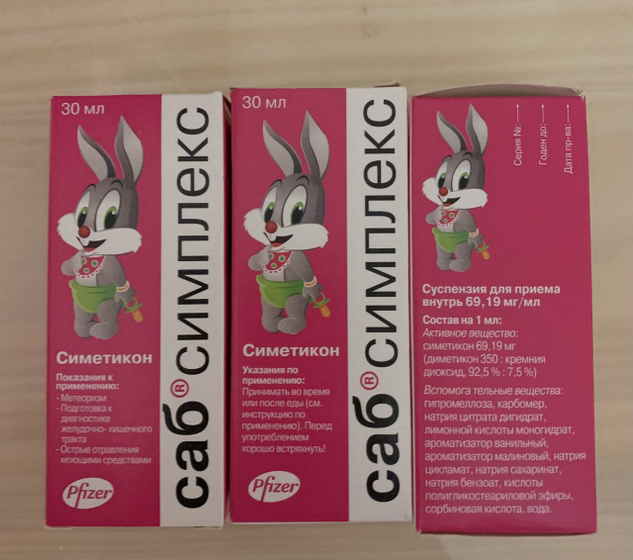 30 мл
саб® симплекс
Симетикон
Показания к
применению:
- Метеоризм
- Подготовка к
диагностике
желудочно- кишечного
тракта
- Острые отравления
моющими средствами
Pfizer
30 мл
саб® симплекс
Симетикон
Указания по
применению:
Принимать во время
или после еды (см.
инструкцию по
применению). Перед
употреблением
хорошо встряхнуть!
Pfizer
Серия №:
Годен до:
Дата пр-ва:
Суспензия для приема
внутрь 69,19 мг/мл
Состав на 1 мл:
Активное вещество:
симетикон 69,19 мг
(диметикон 350 : кремния
диоксид, 92,5 % : 7,5 %)
Вспомога тельные вещества:
гипромеллоза, карбомер,
натрия цитрата дигидрат,
лимонной кислоты моногидрат,
ароматизатор ванильный,
ароматизатор малиновый, натрия
цикламат, натрия сахаринат,
натрия бензоат, кислоты
полигликостеариловой эфиры,
сорбиновая кислота, вода.